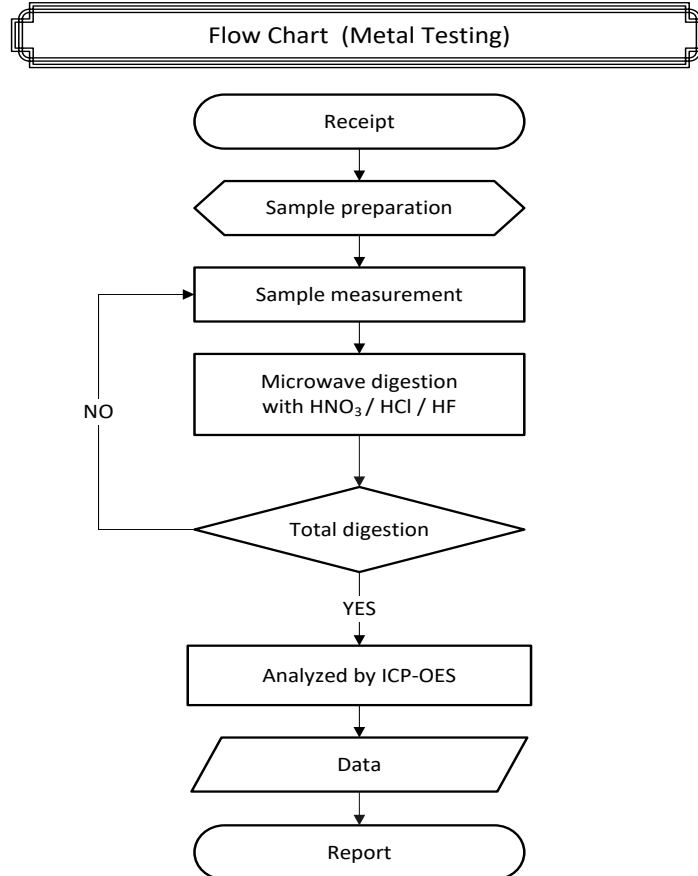 Flow Chart (Metal Testing)
Receipt
Sample preparation
Sample measurement
Microwave digestion
with HNO₃ / HCl / HF
NO
Total digestion
YES
Analyzed by ICP-OES
Data
Report